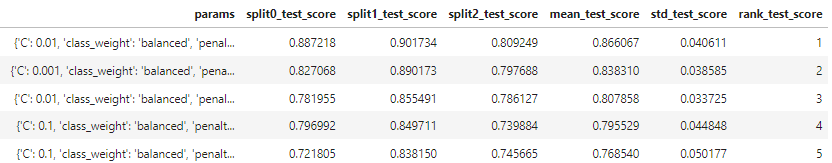 params split0_test_score split1_test_score split2_test_score mean_test_score std_test_score rank_test_score
{'C': 0.01, 'class_weight': 'balanced', 'penal... 0.887218 0.901734 0.809249 0.866067 0.040611 1
{'C': 0.001, 'class_weight': 'balanced', 'pena... 0.827068 0.890173 0.797688 0.838310 0.038585 2
{'C': 0.01, 'class_weight': 'balanced', 'penal... 0.781955 0.855491 0.786127 0.807858 0.033725 3
{'C': 0.1, 'class_weight': 'balanced', 'penalt... 0.796992 0.849711 0.739884 0.795529 0.044848 4
{'C': 0.1, 'class_weight': 'balanced', 'penalt... 0.721805 0.838150 0.745665 0.768540 0.050177 5